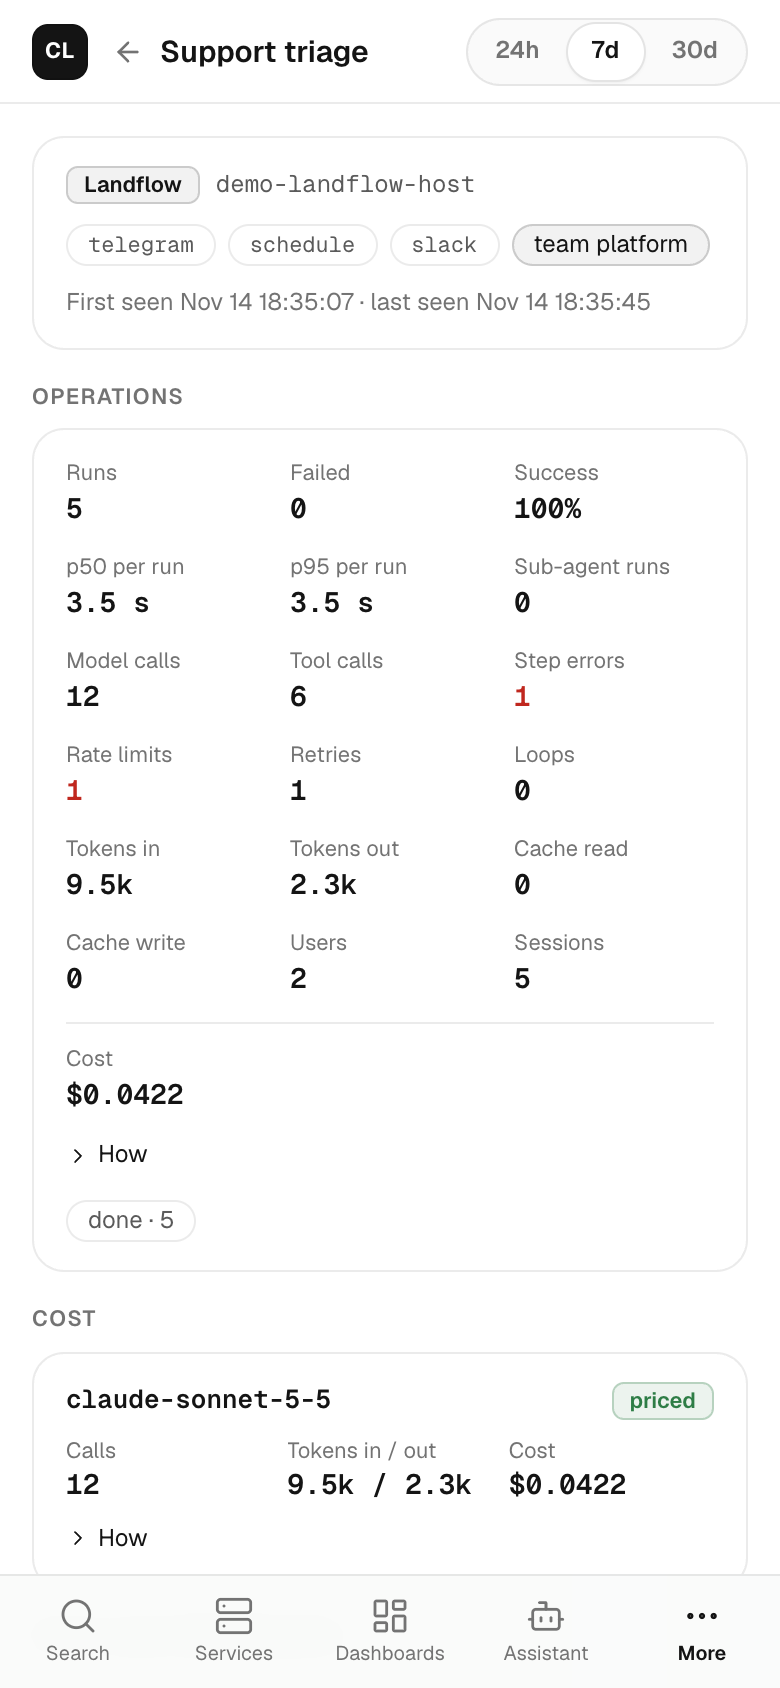 CL Support triage 24h 7d 30d
Landflow demo-landflow-host
telegram schedule slack team platform
First seen Nov 14 18:35:07 · last seen Nov 14 18:35:45
OPERATIONS
Runs Failed Success
5 0 100%
p50 per run p95 per run Sub-agent runs
3.5 s 3.5 s 0
Model calls Tool calls Step errors
12 6 1
Rate limits Retries Loops
1 1 0
Tokens in Tokens out Cache read
9.5k 2.3k 0
Cache write Users Sessions
0 2 5
Cost
$0.0422
How
done · 5
COST
claude-sonnet-5-5 priced
Calls Tokens in / out Cost
12 9.5k / 2.3k $0.0422
How
Search Services Dashboards Assistant More